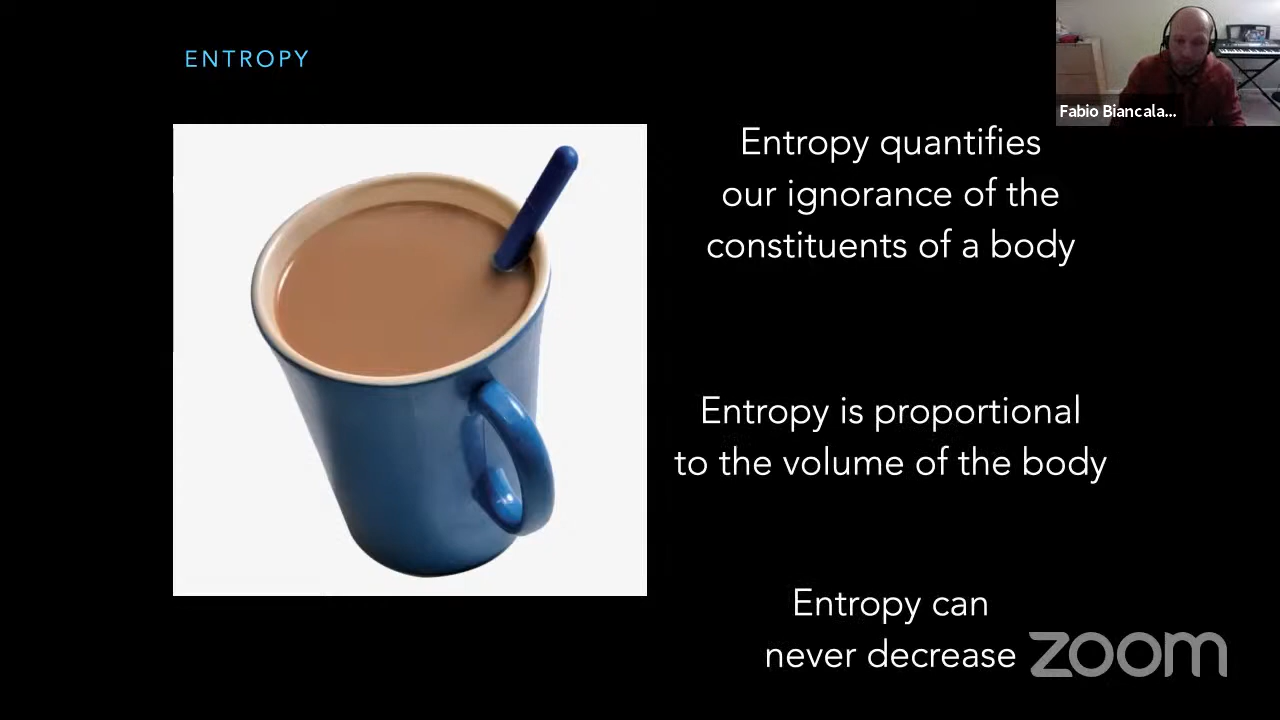 ENTROPY
Fabio Biancala...
Entropy quantifies
our ignorance of the
constituents of a body
Entropy is proportional
to the volume of the body
Entropy can
never decrease
zoom